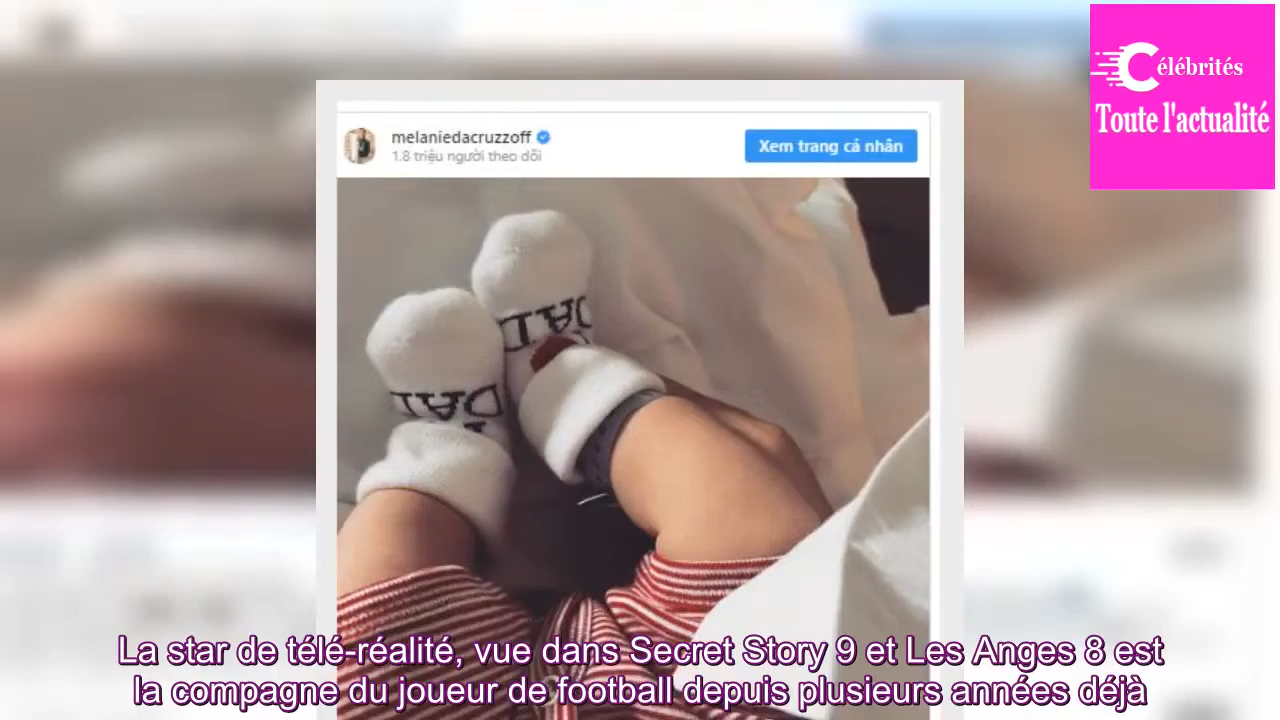 Célébrités
Toute l'actualité
melaniedacruzzoff
1.8 triệu người theo dõi
Xem trang cá nhân
DAD
DAD
La star de télé-réalité, vue dans Secret Story 9 et Les Anges 8 est
la compagne du joueur de football depuis plusieurs années déjà